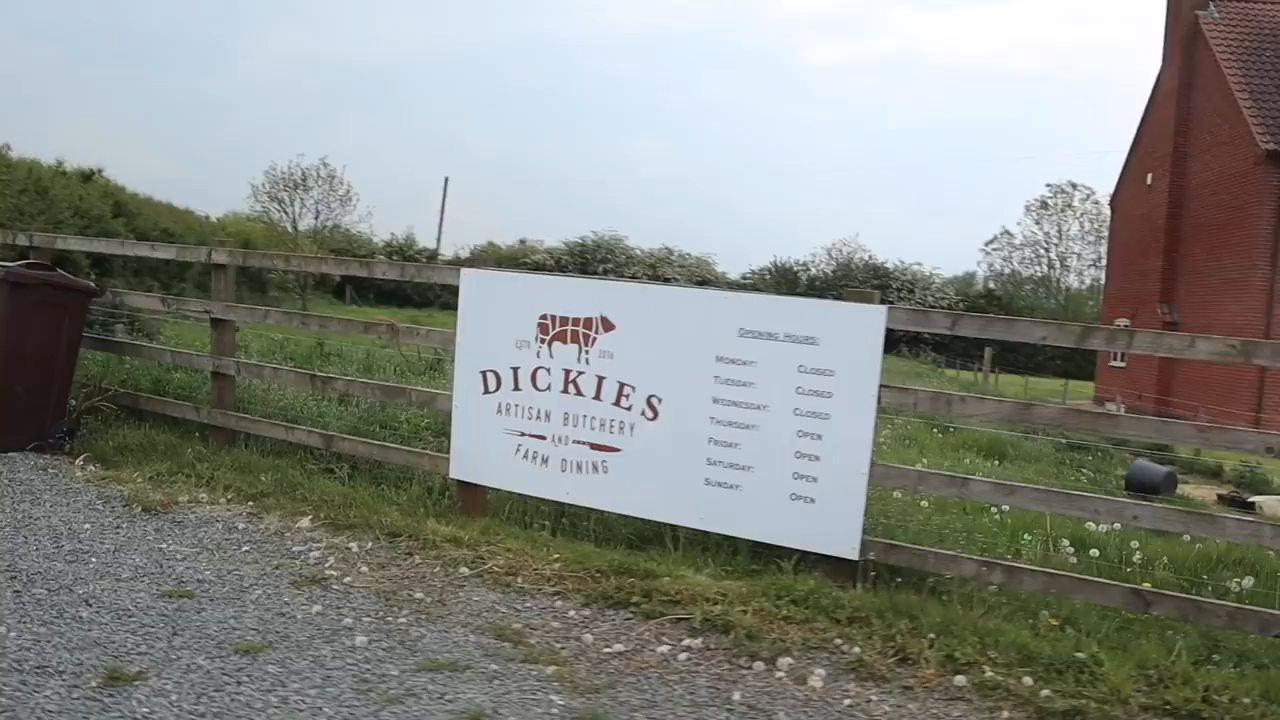 ESTD 2016
DICKIES
ARTISAN BUTCHERY
AND
FARM DINING
OPENING HOURS:
MONDAY: CLOSED
TUESDAY: CLOSED
WEDNESDAY: CLOSED
THURSDAY: OPEN
FRIDAY: OPEN
SATURDAY: OPEN
SUNDAY: OPEN